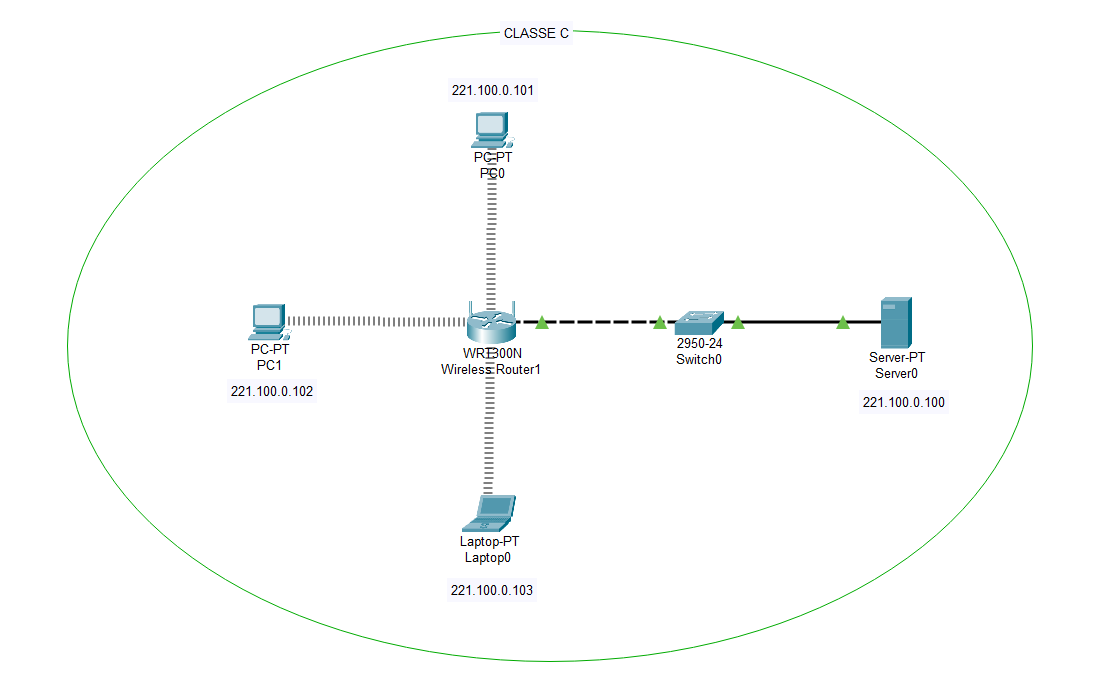 CLASSE C
221.100.0.101
PC-PT
PC0
PC-PT
PC1
221.100.0.102
WRT300N
Wireless Router1
2950-24
Switch0
Server-PT
Server0
221.100.0.100
Laptop-PT
Laptop0
221.100.0.103